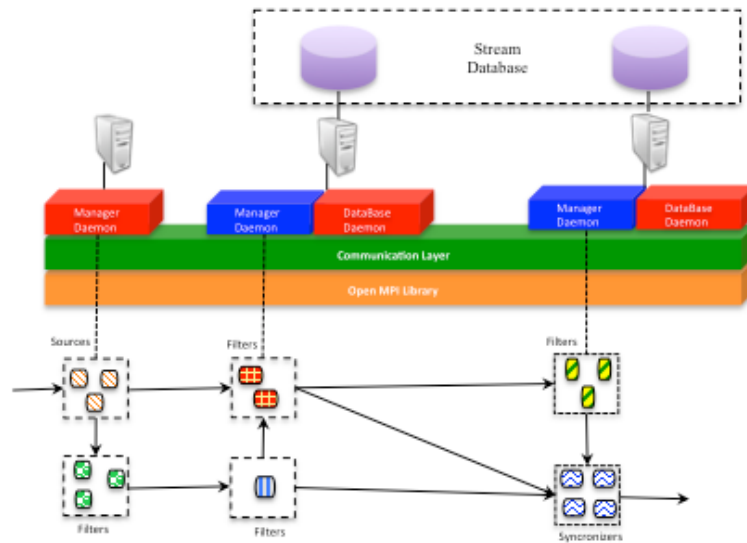 Stream
Database
Manager
Daemon
Manager
Daemon
DataBase
Daemon
Manager
Daemon
DataBase
Daemon
Communication Layer
Open MPI Library
Sources
Filters
Filters
Filters
Filters
Syncronizers